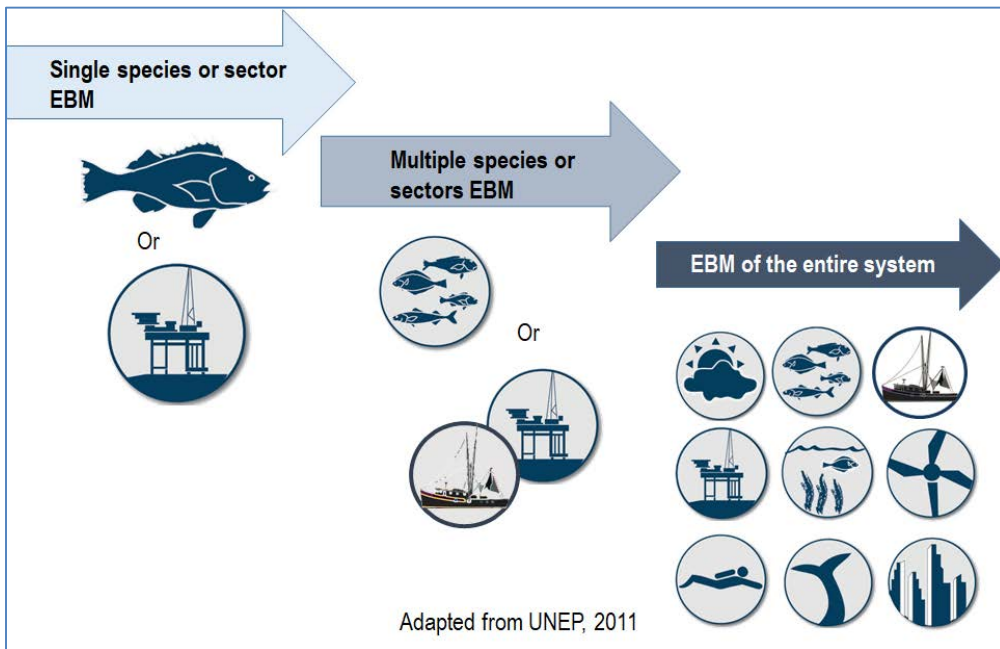 Single species or sector
EBM
Or
Multiple species or
sectors EBM
Or
EBM of the entire system
Adapted from UNEP, 2011